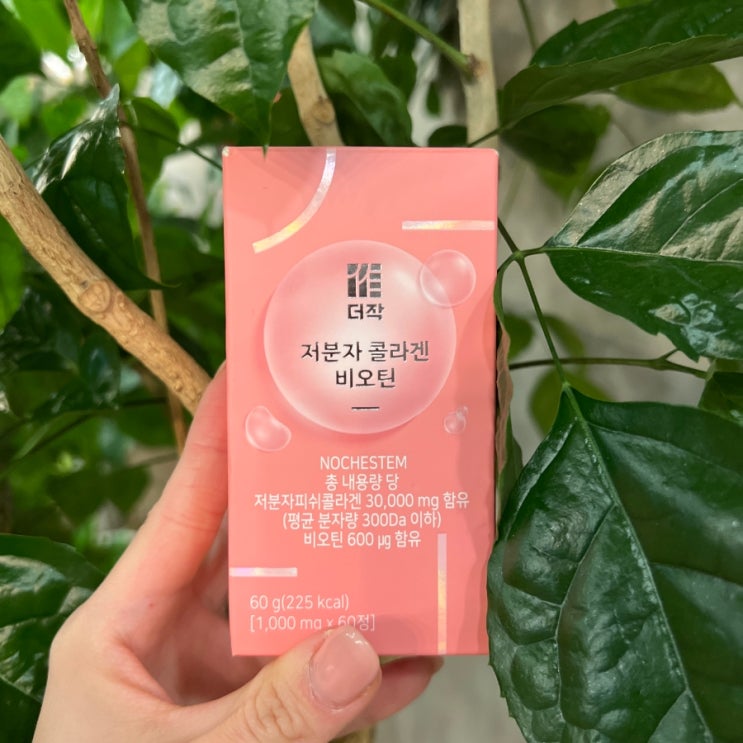 더작
저분자 콜라겐
비오틴
NOCHESTEM
총 내용량 당
저분자피쉬콜라겐 30,000 mg 함유
(평균 분자량 300Da 이하)
비오틴 600 μg 함유
60 g(225 kcal)
[1,000 mg x 60정]